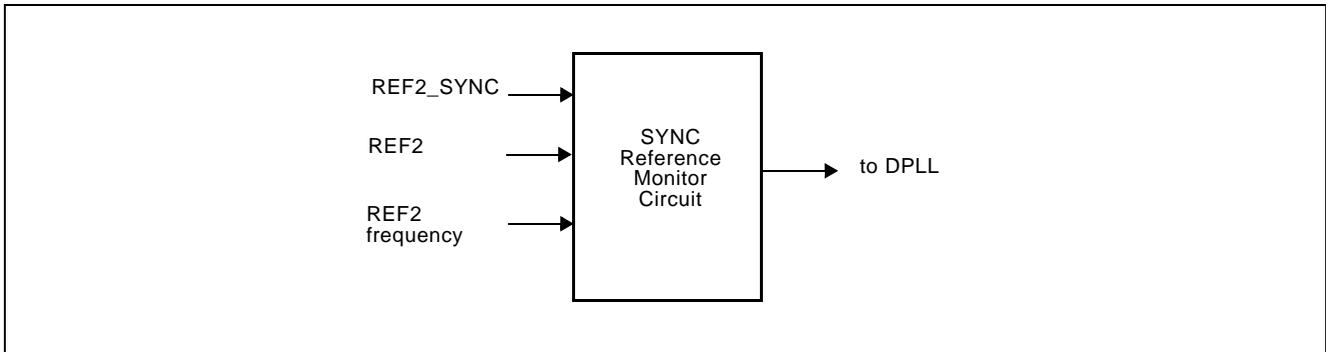 REF2_SYNC
REF2
REF2
frequency
SYNC
Reference
Monitor
Circuit
to DPLL